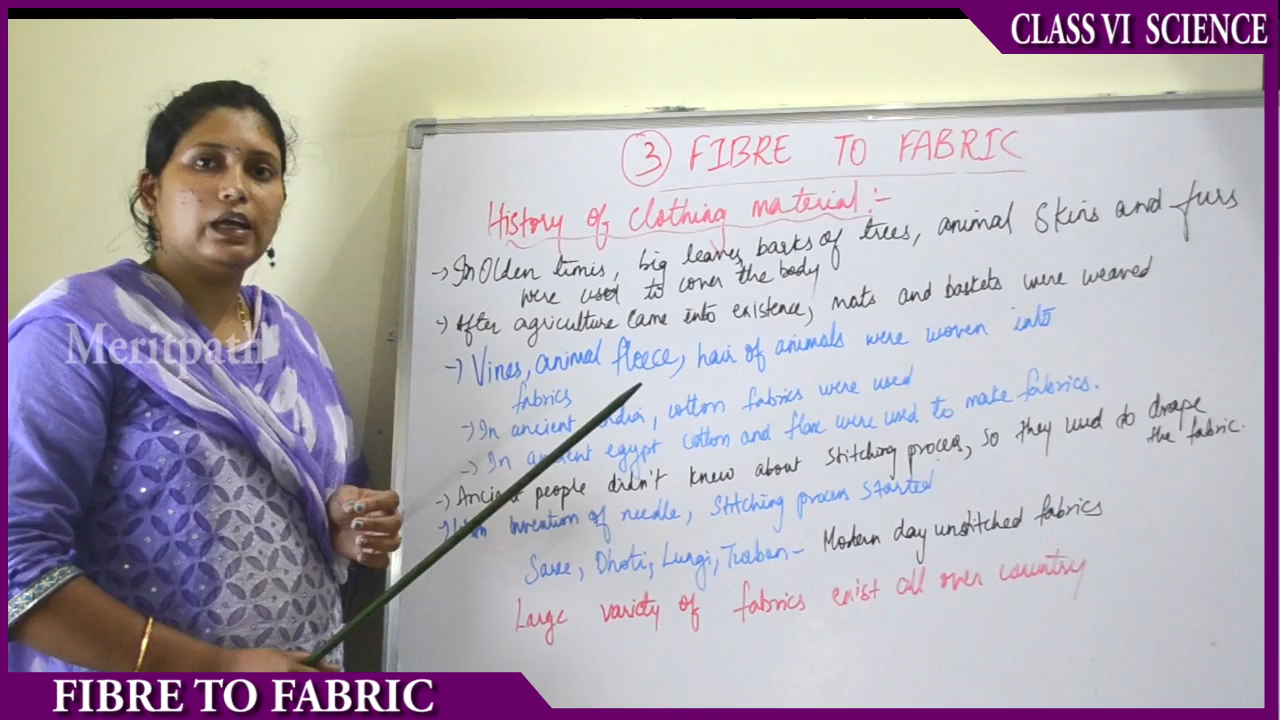 CLASS VI SCIENCE
3 FIBRE TO FABRIC
History of clothing material:-
→ In Olden times, big leaves, barks of trees, animal skins and furs
were used to cover the body
→ After agriculture came into existence, mats and baskets were weaved
→ Vines, animal fleece, hair of animals were woven into
fabrics
→ In ancient India, cotton fabrics were used
→ In ancient egypt cotton and flax were used to make fabrics.
→ Ancient people didn't knew about stitching process, so they used to drape
the fabric.
→ invention of needle, stitching process started
Saree, Dhoti, Lungi, Turban - Modern day unstitched fabrics
Large variety of fabrics exist all over country
Meritpath
FIBRE TO FABRIC